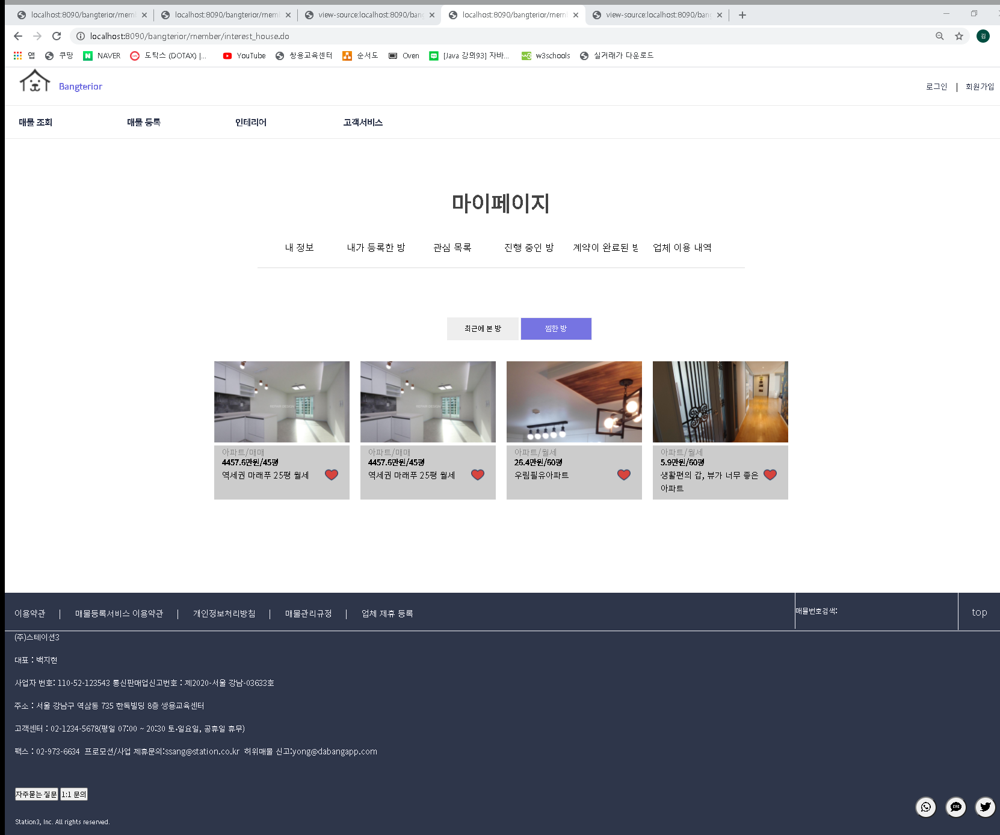 localhost:8090/bangterior/mem
localhost:8090/bangterior/mem
view-source:localhost:8090/bang
localhost:8090/bangterior/mem
view-source:localhost:8090/bang
localhost:8090/bangterior/member/interest_house.do
김
앱 쿠팡 NAVER 도탁스 (DOTAX) |... YouTube 쌍용교육센터 순서도 Oven [Java 강의93] 자바... w3schools 실거래가 다운로드
Bangterior
로그인 | 회원가입
매물 조회 매물 등록 인테리어 고객서비스
마이페이지
내 정보 내가 등록한 방 관심 목록 진행 중인 방 계약이 완료된 방 업체 이용 내역
최근에 본 방 찜한 방
아파트/매매
4457.6만원/45평
역세권 마래푸 25평 월세
아파트/매매
4457.6만원/45평
역세권 마래푸 25평 월세
아파트/월세
26.4만원/60평
우림필유아파트
아파트/월세
5.9만원/60평
생활편의 갑, 뷰가 너무 좋은
아파트
이용약관 | 매물등록서비스 이용약관 | 개인정보처리방침 | 매물관리규정 | 업체 제휴 등록
매물번호검색:
top
(주)스테이션3
대표 : 백지현
사업자 번호: 110-52-123543 통신판매업신고번호 : 제2020-서울 강남-03633호
주소 : 서울 강남구 역삼동 735 한독빌딩 8층 쌍용교육센터
고객센터 : 02-1234-5678(평일 07:00 ~ 20:30 토·일요일, 공휴일 휴무)
팩스 : 02-973-6634 프로모션/사업 제휴문의:ssang@station.co.kr 허위매물 신고:yong@dabangapp.com
자주묻는 질문 1:1 문의
Station3, Inc. All rights reserved.